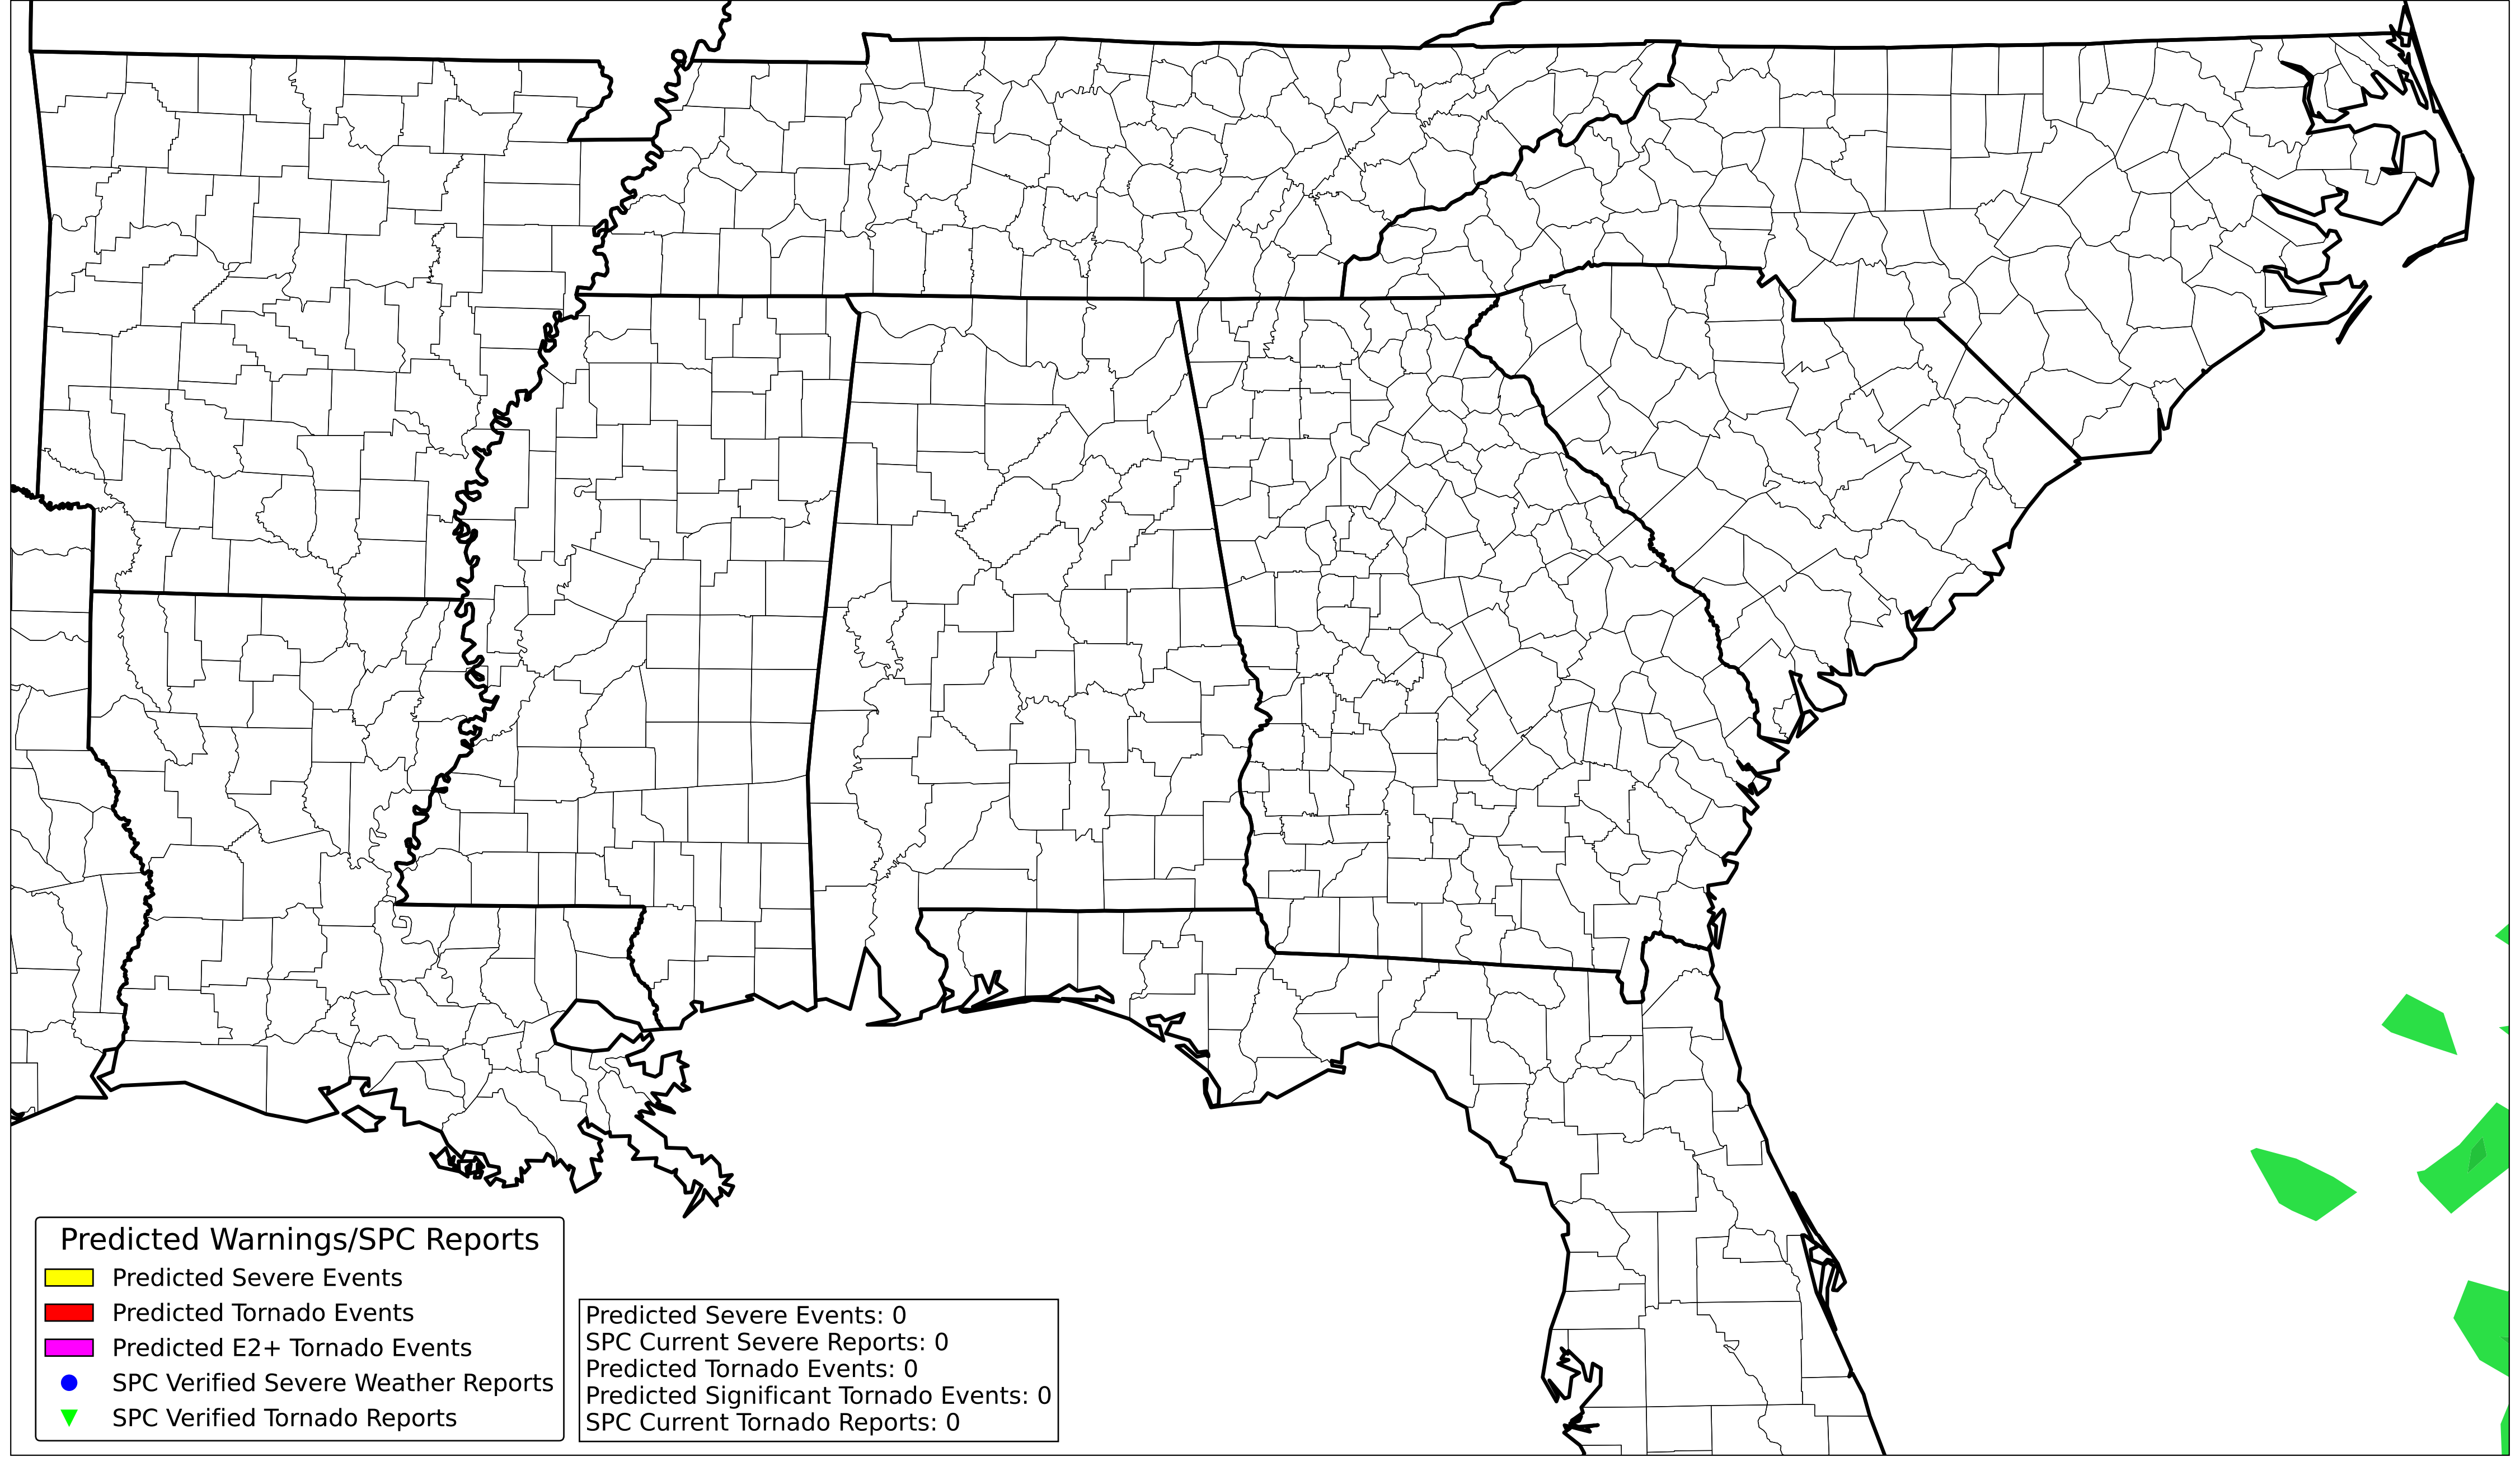 Predicted Warnings/SPC Reports
Predicted Severe Events
Predicted Tornado Events
Predicted E2+ Tornado Events
SPC Verified Severe Weather Reports
SPC Verified Tornado Reports
Predicted Severe Events: 0
SPC Current Severe Reports: 0
Predicted Tornado Events: 0
Predicted Significant Tornado Events: 0
SPC Current Tornado Reports: 0